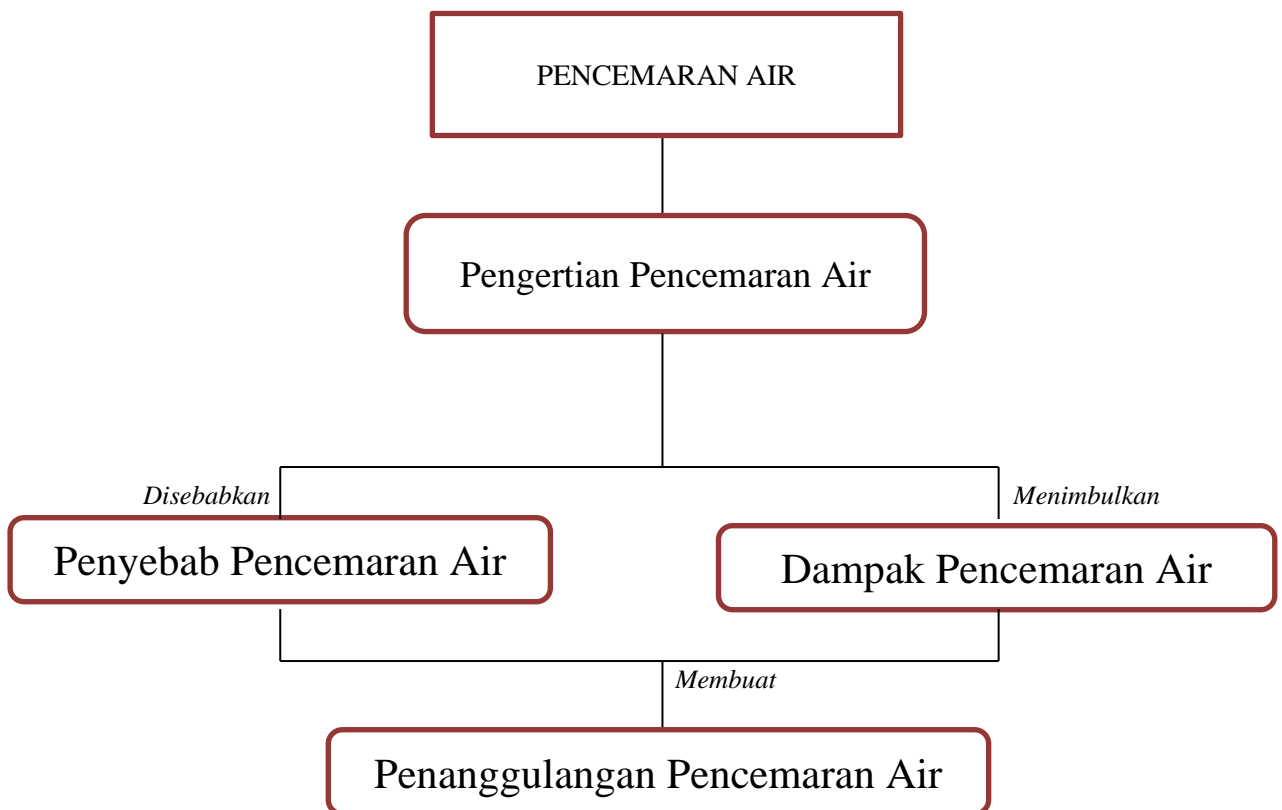 PENCEMARAN AIR
Pengertian Pencemaran Air
Disebabkan
Menimbulkan
Penyebab Pencemaran Air
Dampak Pencemaran Air
Membuat
Penanggulangan Pencemaran Air